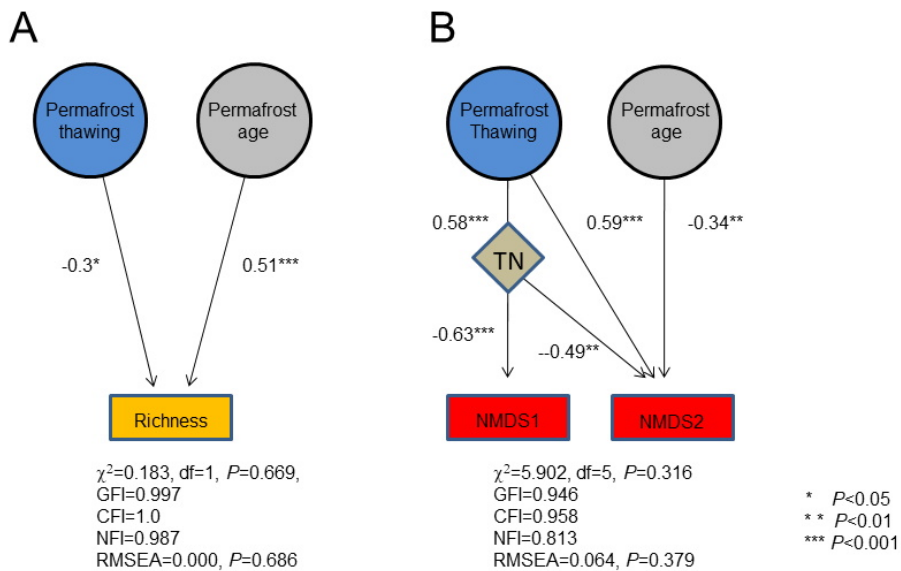 A
Permafrost
thawing
Permafrost
age
-0.3*
0.51***
Richness
χ²=0.183, df=1, P=0.669,
GFI=0.997
CFI=1.0
NFI=0.987
RMSEA=0.000, P=0.686
B
Permafrost
Thawing
Permafrost
age
0.58***
0.59***
-0.34**
TN
-0.63***
--0.49**
NMDS1
NMDS2
χ²=5.902, df=5, P=0.316
GFI=0.946
CFI=0.958
NFI=0.813
RMSEA=0.064, P=0.379
* P<0.05
* * P<0.01
*** P<0.001